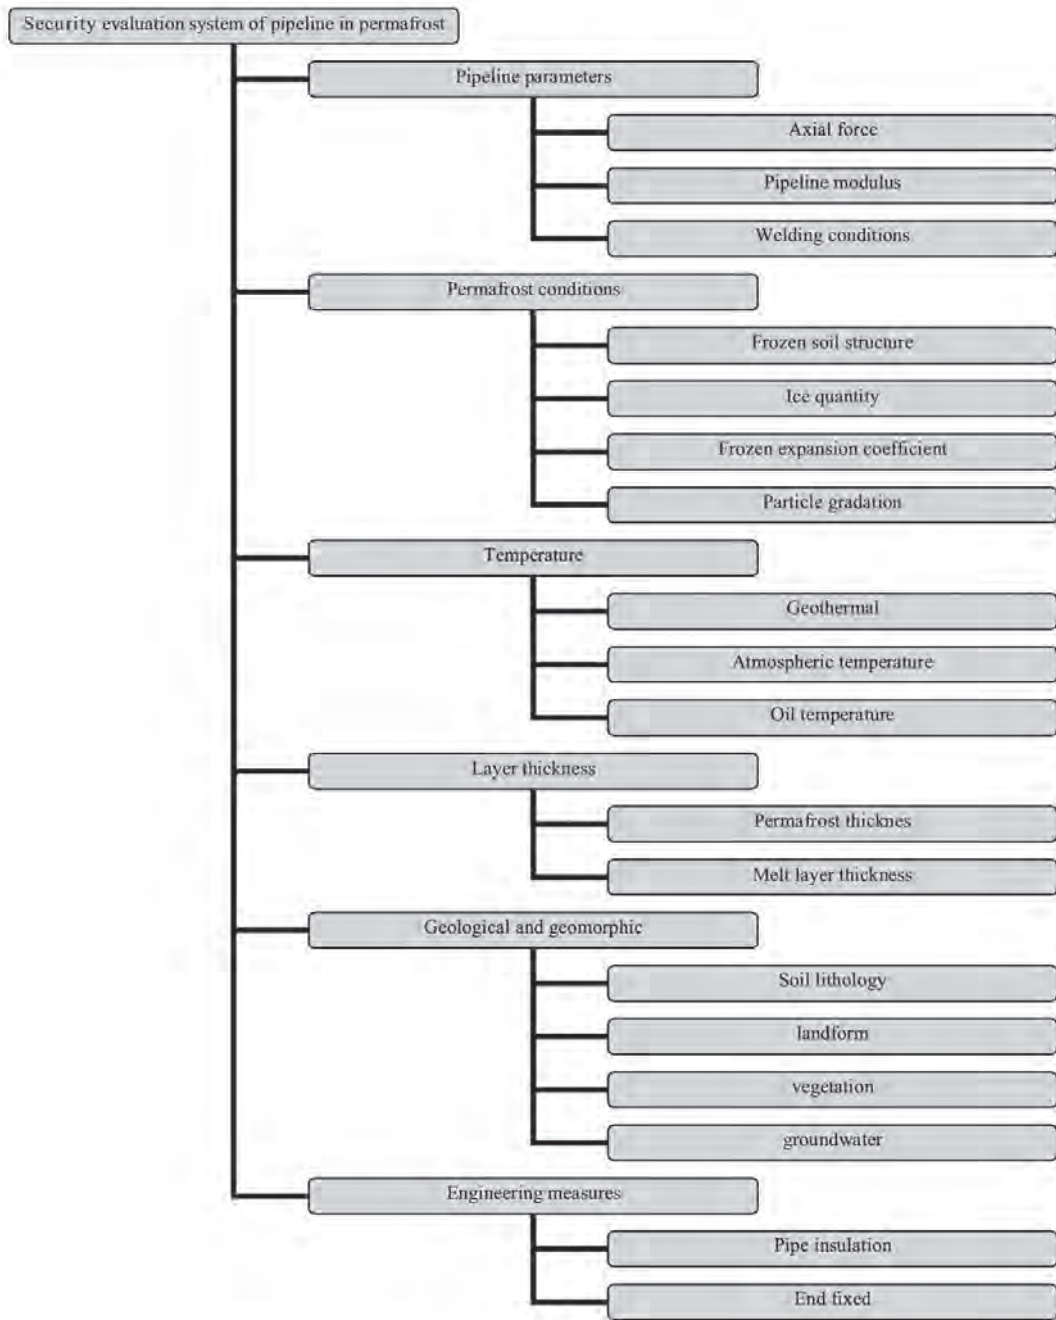 Security evaluation system of pipeline in permafrost
Pipeline parameters
Axial force
Pipeline modulus
Welding conditions
Permafrost conditions
Frozen soil structure
Ice quantity
Frozen expansion coefficient
Particle gradation
Temperature
Geothermal
Atmospheric temperature
Oil temperature
Layer thickness
Permafrost thicknes
Melt layer thickness
Geological and geomorphic
Soil lithology
landform
vegetation
groundwater
Engineering measures
Pipe insulation
End fixed